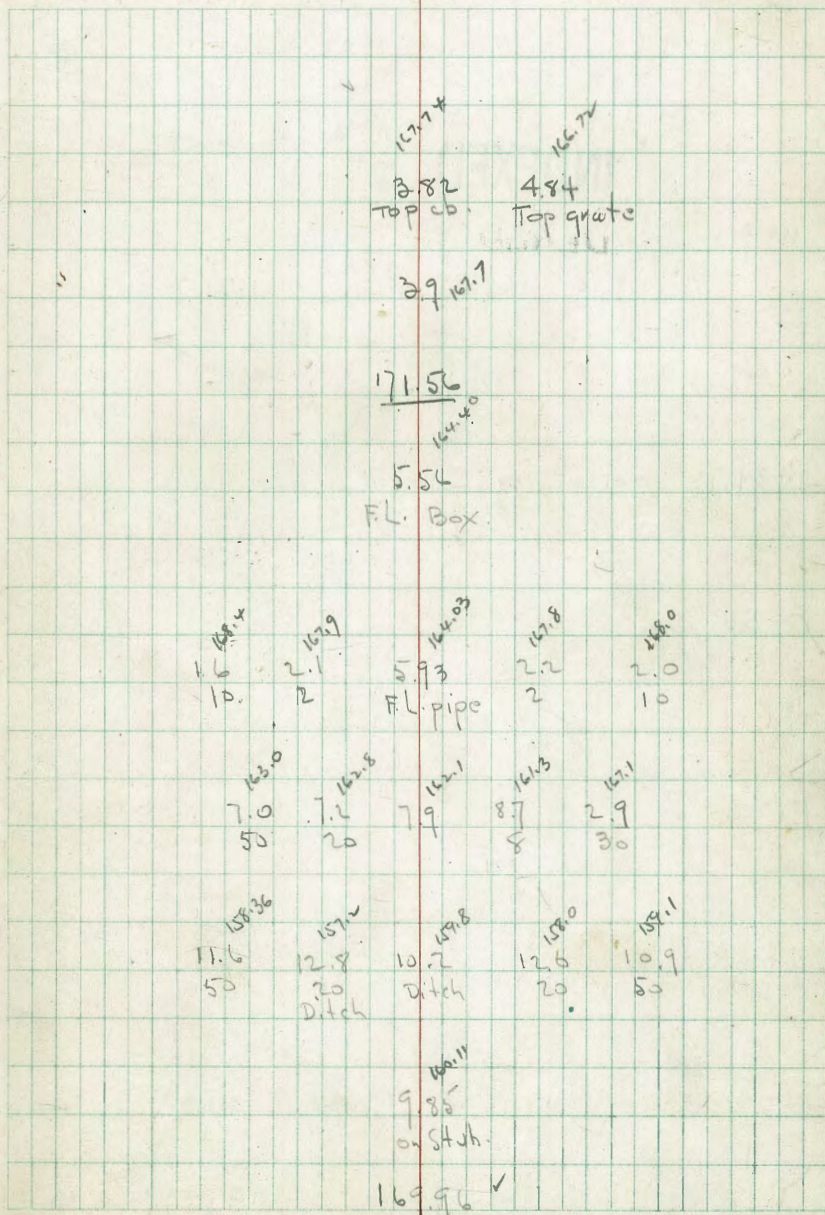 167.74 166.72
3.82 4.84
Top cb. Top grate
3.9 167.7
171.56
164.40
5.56
F.L. Box.
168.4 167.9 164.03 167.8 168.0
1.6 2.1 5.93 2.2 2.0
10. 2 F.L. pipe 2 10
163.0 162.8 162.1 161.3 167.1
7.0 7.2 7.9 8.7 2.9
50 20 8 30
158.36 157.2 159.8 158.0 159.1
11.6 12.8 10.2 12.0 10.9
50 20 Ditch 20 50
Ditch
160.11
9.85
on Stub.
169.96 ✓